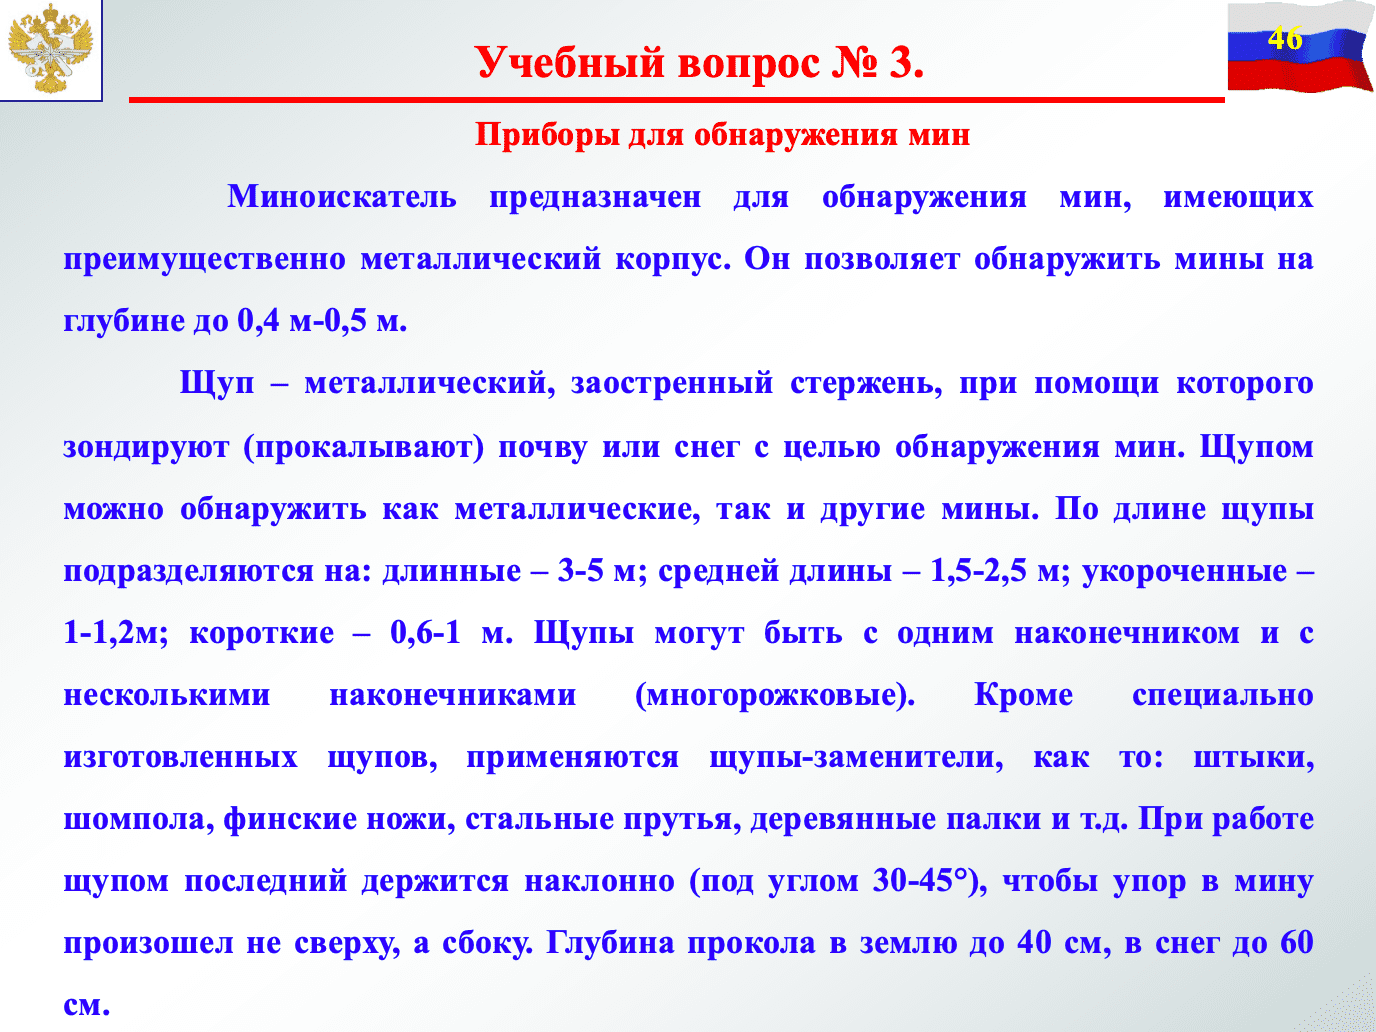 46
Учебный вопрос № 3.
Приборы для обнаружения мин
Миноискатель предназначен для обнаружения мин, имеющих
преимущественно металлический корпус. Он позволяет обнаружить мины на
глубине до 0,4 м-0,5 м.
Щуп – металлический, заостренный стержень, при помощи которого
зондируют (прокалывают) почву или снег с целью обнаружения мин. Щупом
можно обнаружить как металлические, так и другие мины. По длине щупы
подразделяются на: длинные – 3-5 м; средней длины – 1,5-2,5 м; укороченные –
1-1,2м; короткие – 0,6-1 м. Щупы могут быть с одним наконечником и с
несколькими наконечниками (многорожковые). Кроме специально
изготовленных щупов, применяются щупы-заменители, как то: штыки,
шомпола, финские ножи, стальные прутья, деревянные палки и т.д. При работе
щупом последний держится наклонно (под углом 30-45°), чтобы упор в мину
произошел не сверху, а сбоку. Глубина прокола в землю до 40 см, в снег до 60
см.